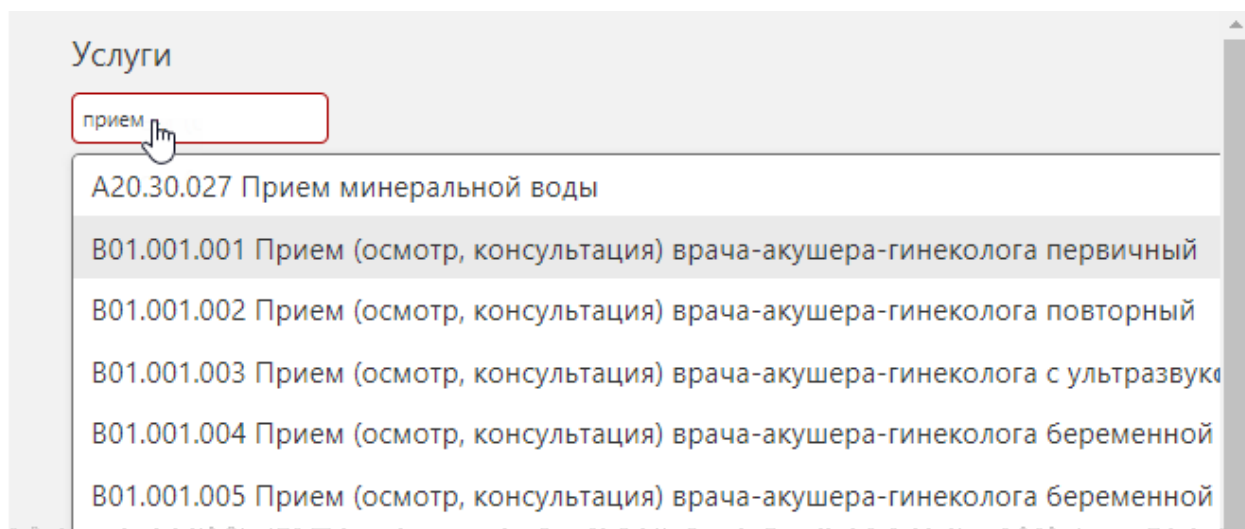 Услуги
прием
A20.30.027 Прием минеральной воды
B01.001.001 Прием (осмотр, консультация) врача-акушера-гинеколога первичный
B01.001.002 Прием (осмотр, консультация) врача-акушера-гинеколога повторный
B01.001.003 Прием (осмотр, консультация) врача-акушера-гинеколога с
B01.001.004 Прием (осмотр, консультация) врача-акушера-гинеколога беременной
B01.001.005 Прием (осмотр, консультация) врача-акушера-гинеколога беременной